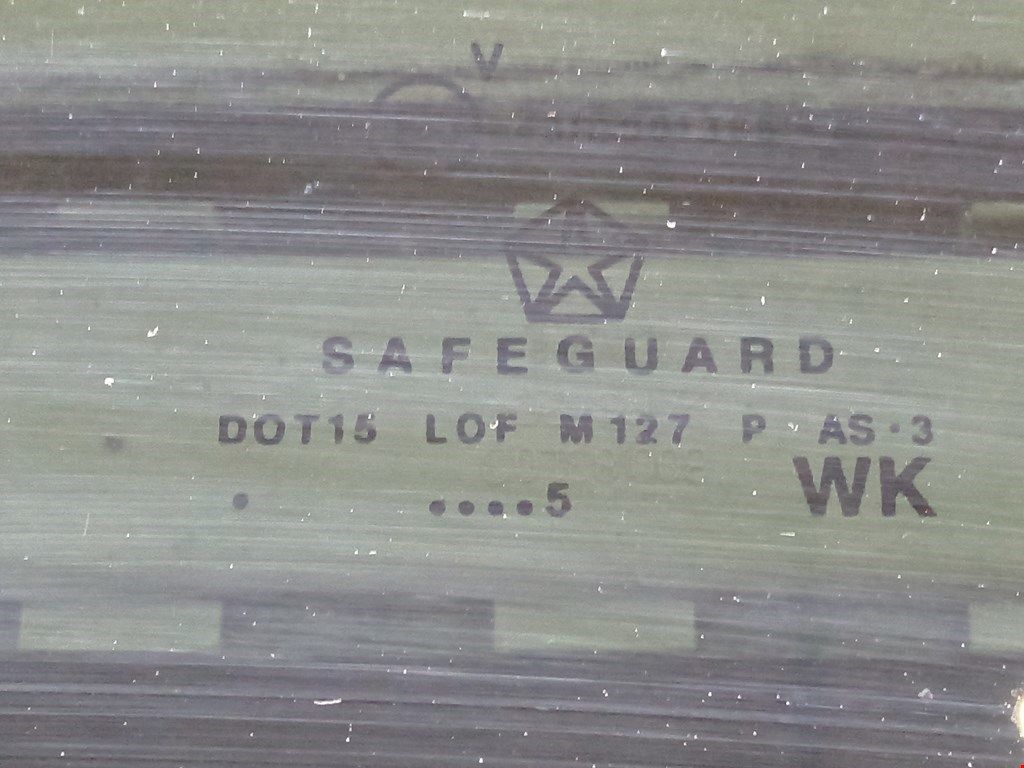 V
SAFEGUARD
DOT15 LOF M127 P AS·3
WK
••••5